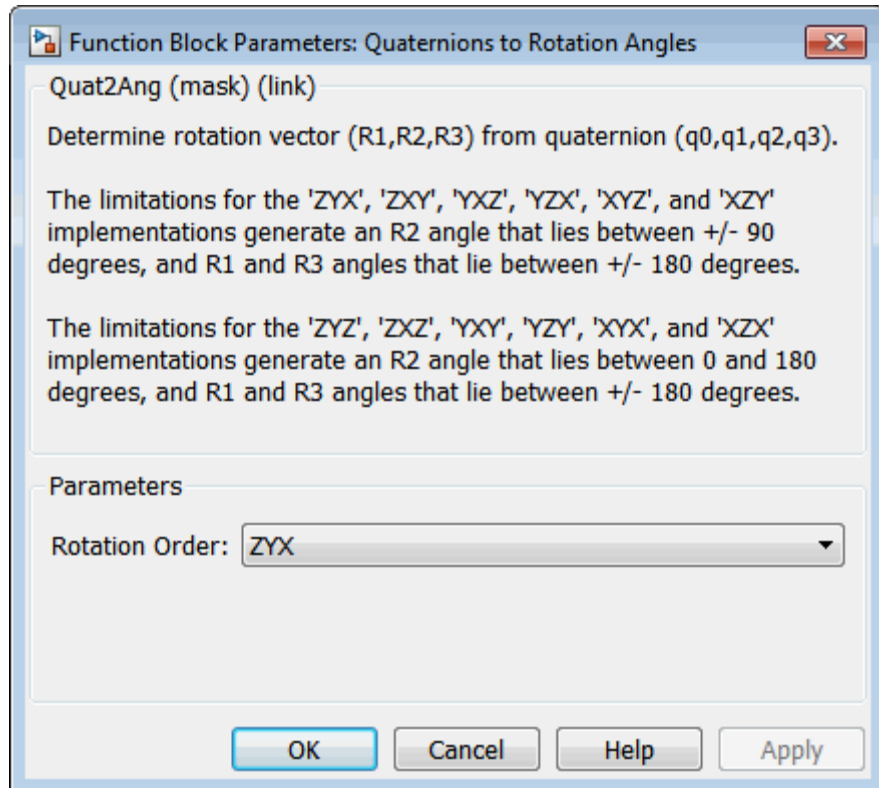 Function Block Parameters: Quaternions to Rotation Angles
Quat2Ang (mask) (link)
Determine rotation vector (R1,R2,R3) from quaternion (q0,q1,q2,q3).
The limitations for the 'ZYX', 'ZXY', 'YXZ', 'YZX', 'XYZ', and 'XZY'
implementations generate an R2 angle that lies between +/- 90
degrees, and R1 and R3 angles that lie between +/- 180 degrees.
The limitations for the 'ZYZ', 'ZXZ', 'YXY', 'YZY', 'XYX', and 'XZX'
implementations generate an R2 angle that lies between 0 and 180
degrees, and R1 and R3 angles that lie between +/- 180 degrees.
Parameters
Rotation Order: ZYX
OK Cancel Help Apply